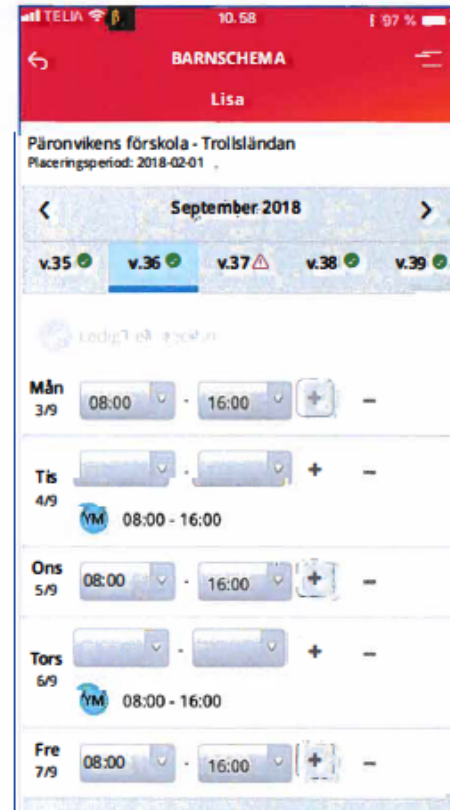 TELIA β 10.58 97 %
BARNSCHEMA
Lisa
Päronvikens förskola - Trollsländan
Placeringsperiod: 2018-02-01
September 2018
v.35 v.36 v.37 v.38 v.39
Mån 08:00 - 16:00 + -
3/9
Tis - + -
4/9
YM 08:00 - 16:00
Ons 08:00 - 16:00 + -
5/9
Tors - + -
6/9
YM 08:00 - 16:00
Fre 08:00 - 16:00 + -
7/9